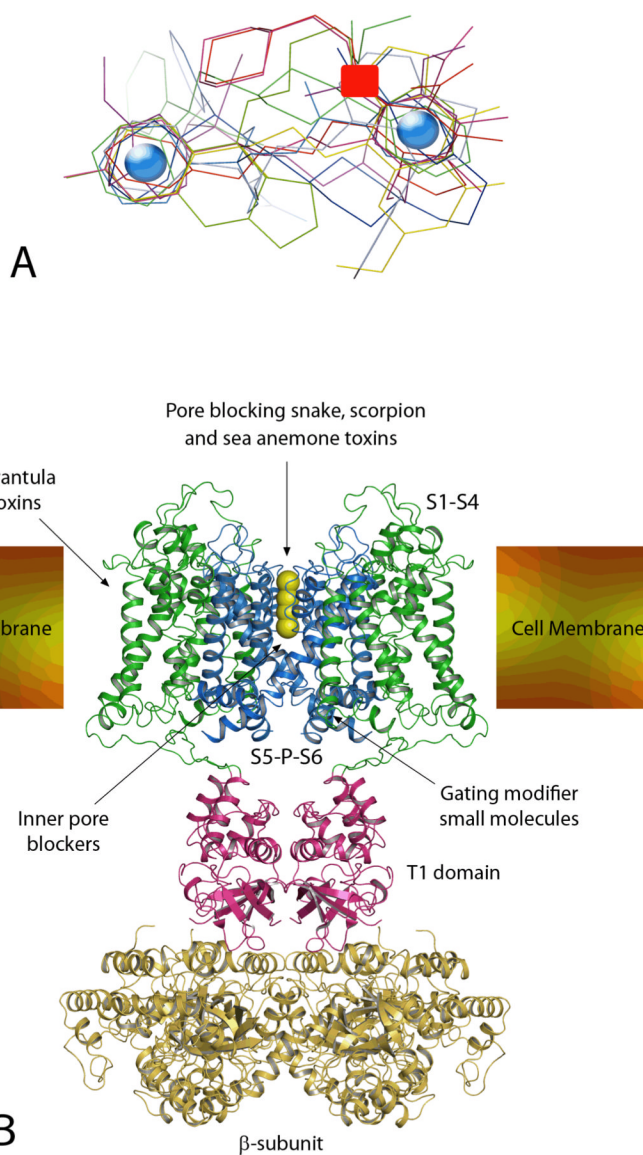 A
Pore blocking snake, scorpion
and sea anemone toxins
S1-S4
Cell Membrane
S5-P-S6
Inner pore
blockers
Gating modifier
small molecules
T1 domain
B
β-subunit